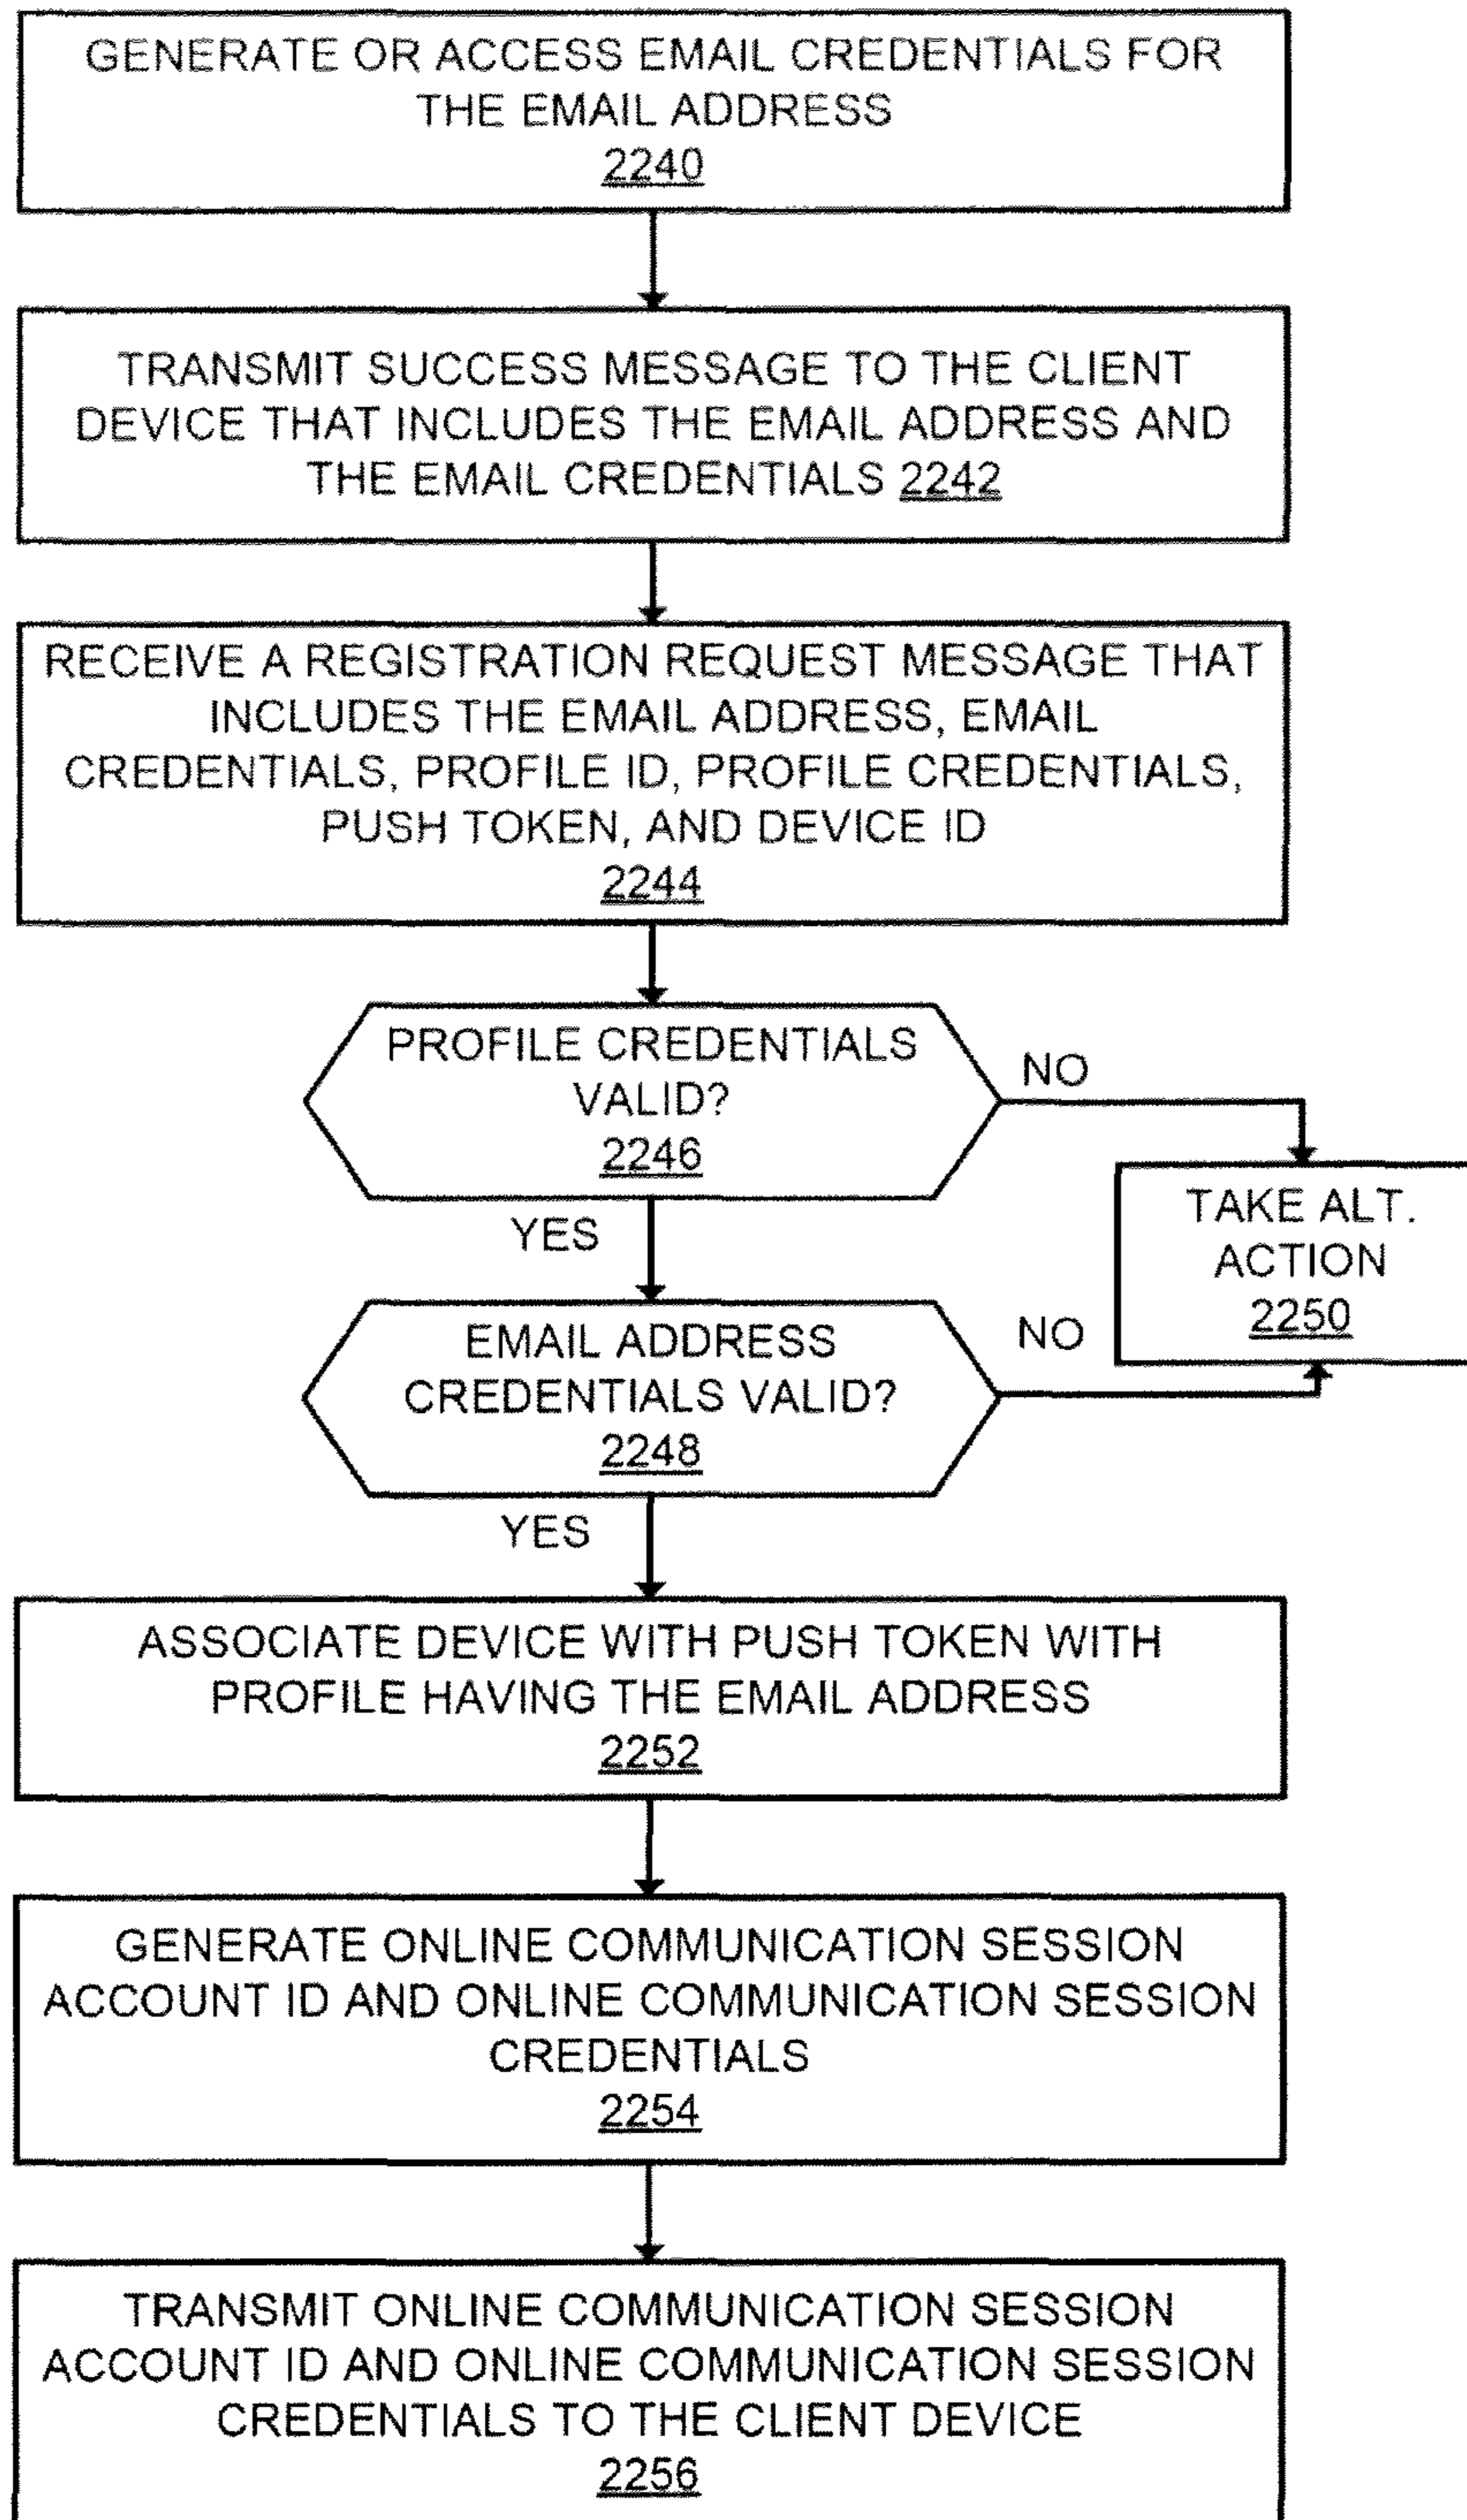 GENERATE OR ACCESS EMAIL CREDENTIALS FOR
THE EMAIL ADDRESS
2240
TRANSMIT SUCCESS MESSAGE TO THE CLIENT
DEVICE THAT INCLUDES THE EMAIL ADDRESS AND
THE EMAIL CREDENTIALS 2242
RECEIVE A REGISTRATION REQUEST MESSAGE THAT
INCLUDES THE EMAIL ADDRESS, EMAIL
CREDENTIALS, PROFILE ID, PROFILE CREDENTIALS,
PUSH TOKEN, AND DEVICE ID
2244
PROFILE CREDENTIALS
VALID?
2246
NO
YES
TAKE ALT.
ACTION
2250
EMAIL ADDRESS
CREDENTIALS VALID?
2248
NO
YES
ASSOCIATE DEVICE WITH PUSH TOKEN WITH
PROFILE HAVING THE EMAIL ADDRESS
2252
GENERATE ONLINE COMMUNICATION SESSION
ACCOUNT ID AND ONLINE COMMUNICATION SESSION
CREDENTIALS
2254
TRANSMIT ONLINE COMMUNICATION SESSION
ACCOUNT ID AND ONLINE COMMUNICATION SESSION
CREDENTIALS TO THE CLIENT DEVICE
2256